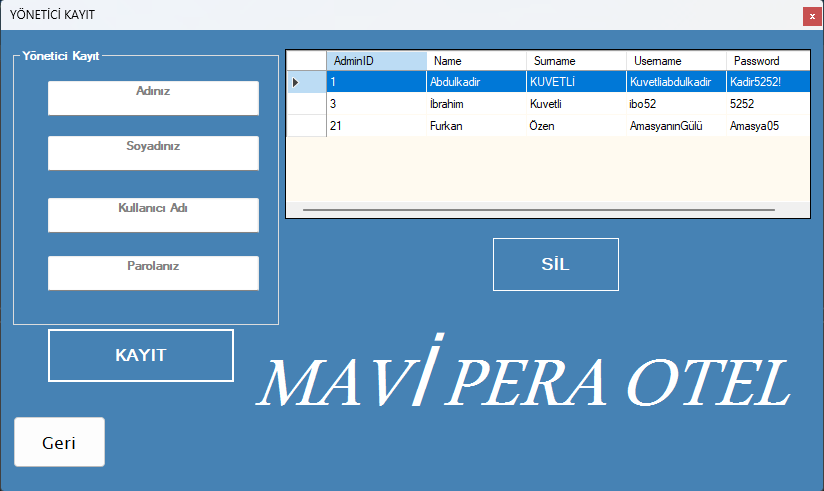 YÖNETİCİ KAYIT
x
Yönetici Kayıt
Adınız
Soyadınız
Kullanıcı Adı
Parolanız
KAYIT
Geri
AdminID Name Surname Username Password
1 Abdulkadir KUVETLİ Kuvetliabdulkadir Kadir5252!
3 İbrahim Kuvetli ibo52 5252
21 Furkan Özen AmasyanınGülü Amasya05
SİL
MAVİ PERA OTEL